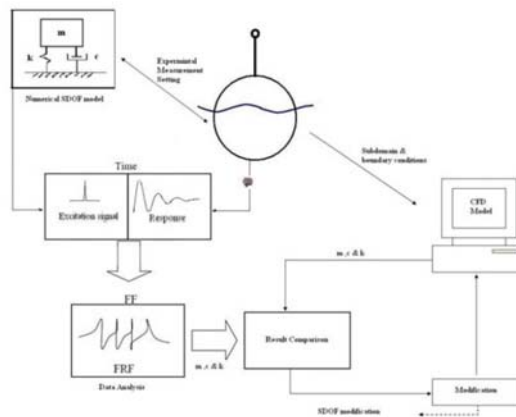 m
k
c
Numerical SDOF model
Experimintal
Measurement
Setting
Subdomain &
boundary conditions
Time
Excitation signal
Response
CFD
Model
m ,c & k
FF
FRF
Data Analysis
m ,c & k
Result Comparison
Modification
SDOF modification